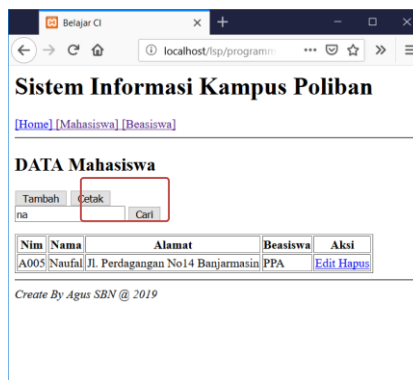 Belajar CI
localhost/lsp/programm
Sistem Informasi Kampus Poliban
[Home] [Mahasiswa] [Beasiswa]
DATA Mahasiswa
Tambah Cetak
na Cari
Nim Nama Alamat Beasiswa Aksi
A005 Naufal Jl. Perdagangan No14 Banjarmasin PPA Edit Hapus
Create By Agus SBN @ 2019